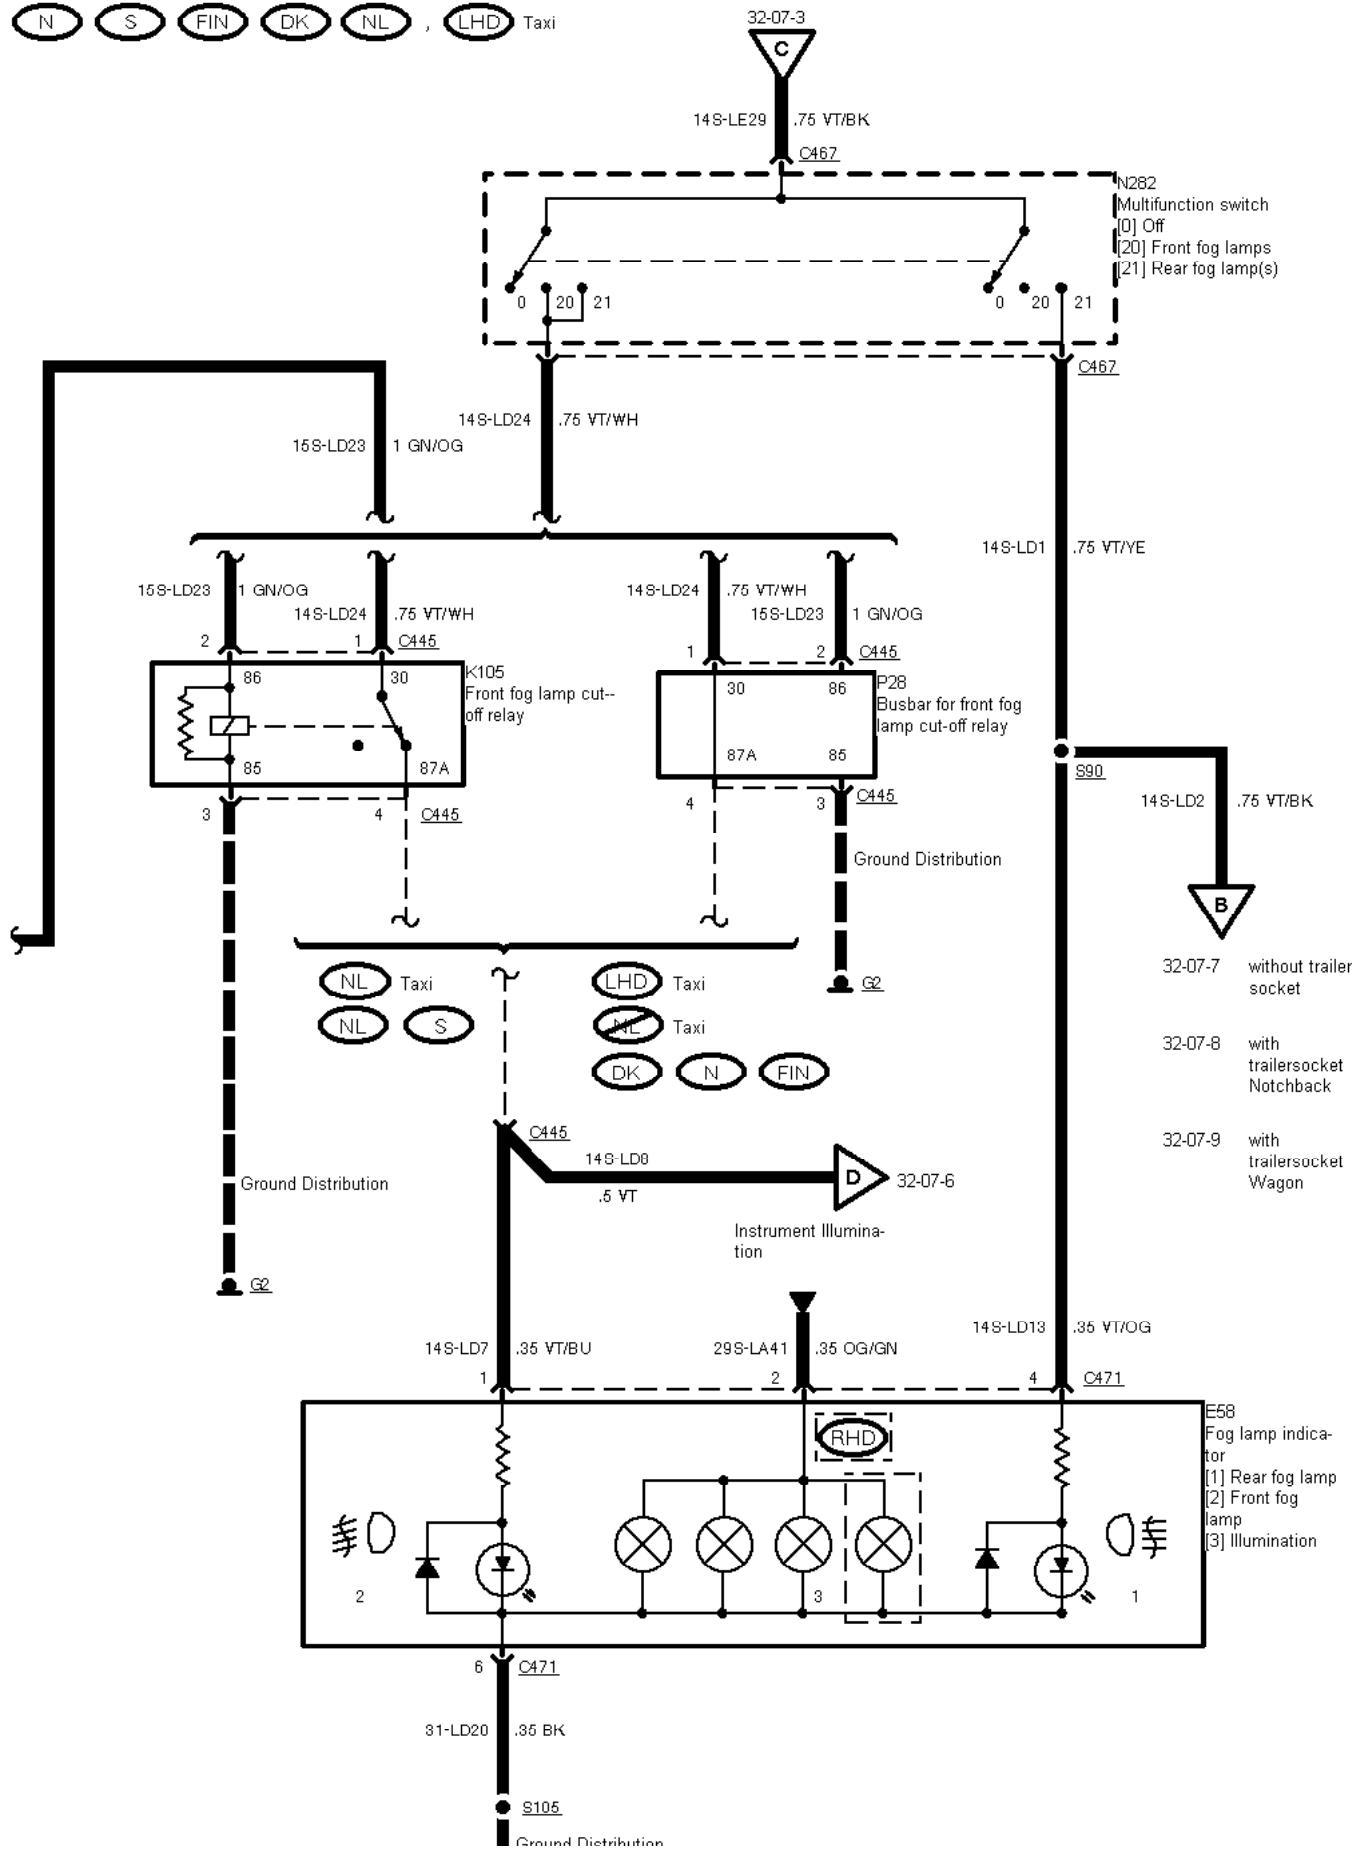 N S FIN DK NL , LHD Taxi
32-07-3
C
14S-LE29 .75 VT/BK
C467
N282
Multifunction switch
[0] Off
[20] Front fog lamps
[21] Rear fog lamp(s)
0 20 21
0 20 21
C467
14S-LD24 .75 VT/WH
15S-LD23 1 GN/OG
14S-LD1 .75 VT/YE
15S-LD23 1 GN/OG
14S-LD24 .75 VT/WH
2 1 C445
14S-LD24 .75 VT/WH
15S-LD23 1 GN/OG
1 2 C445
K105
Front fog lamp cut--
off relay
86 30
85 87A
3 4 C445
P28
Busbar for front fog
lamp cut-off relay
30 86
87A 85
4 3 C445
S90
14S-LD2 .75 VT/BK
B
Ground Distribution
G2
32-07-7 without trailer
socket
32-07-8 with
trailersocket
Notchback
32-07-9 with
trailersocket
Wagon
NL Taxi
NL S
LHD Taxi
NL Taxi
DK N FIN
C445
14S-LD8
.5 VT
D
32-07-6
Instrument Illumina-
tion
Ground Distribution
G2
14S-LD7 .35 VT/BU
29S-LA41 .35 OG/GN
14S-LD13 .35 VT/OG
1 2 4 C471
E58
Fog lamp indica-
tor
[1] Rear fog lamp
[2] Front fog
lamp
[3] Illumination
RHD
2 3 1
6 C471
31-LD20 .35 BK
S105
Ground Distribution